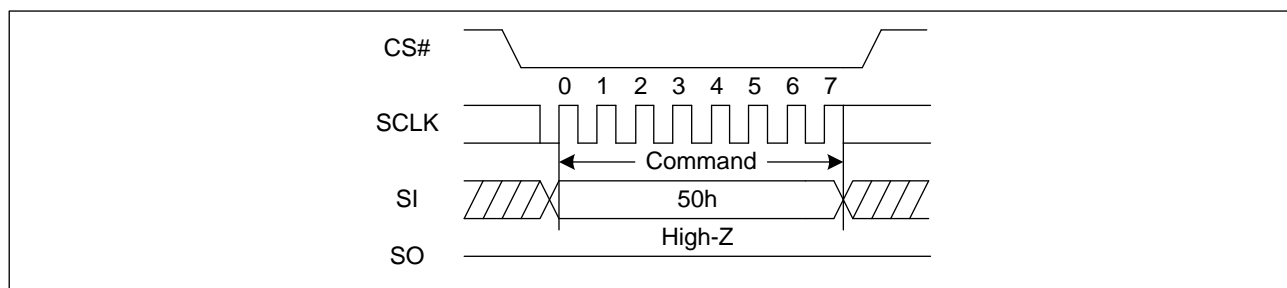 CS#
0 1 2 3 4 5 6 7
SCLK
Command
SI 50h
High-Z
SO